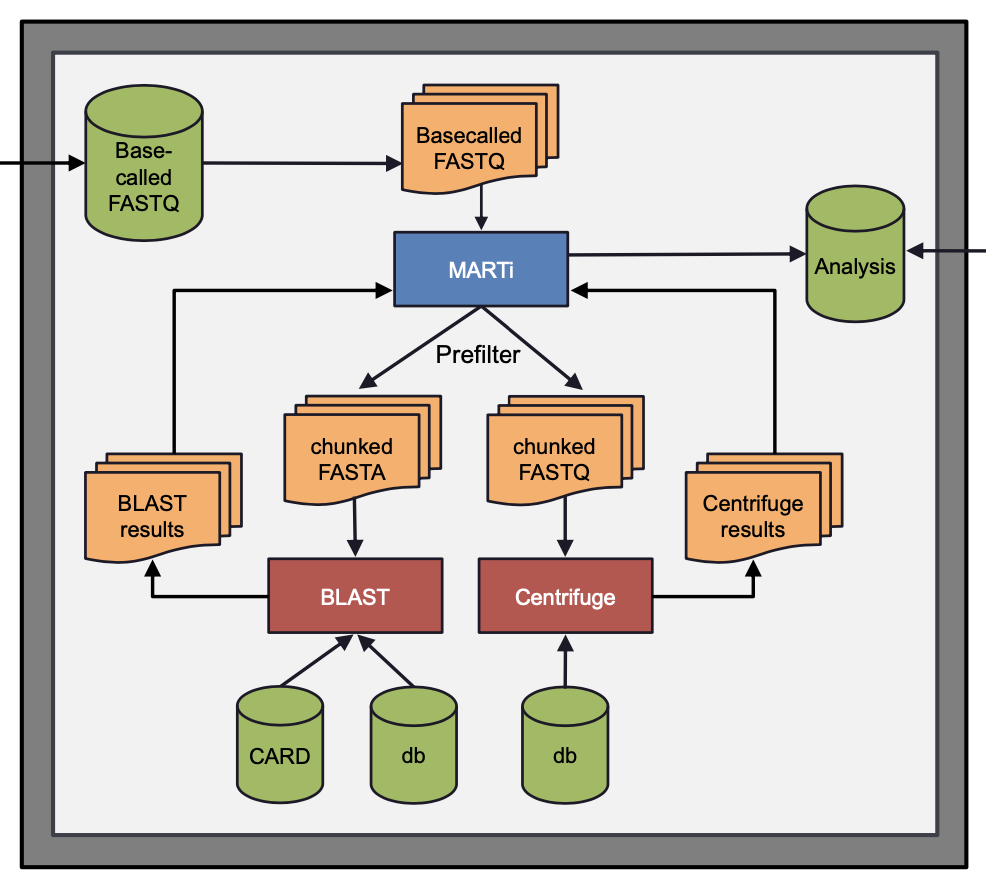 Base-
called
FASTQ
Basecalled
FASTQ
MARTi
Analysis
Prefilter
chunked
FASTA
chunked
FASTQ
BLAST
results
Centrifuge
results
BLAST
Centrifuge
CARD
db
db